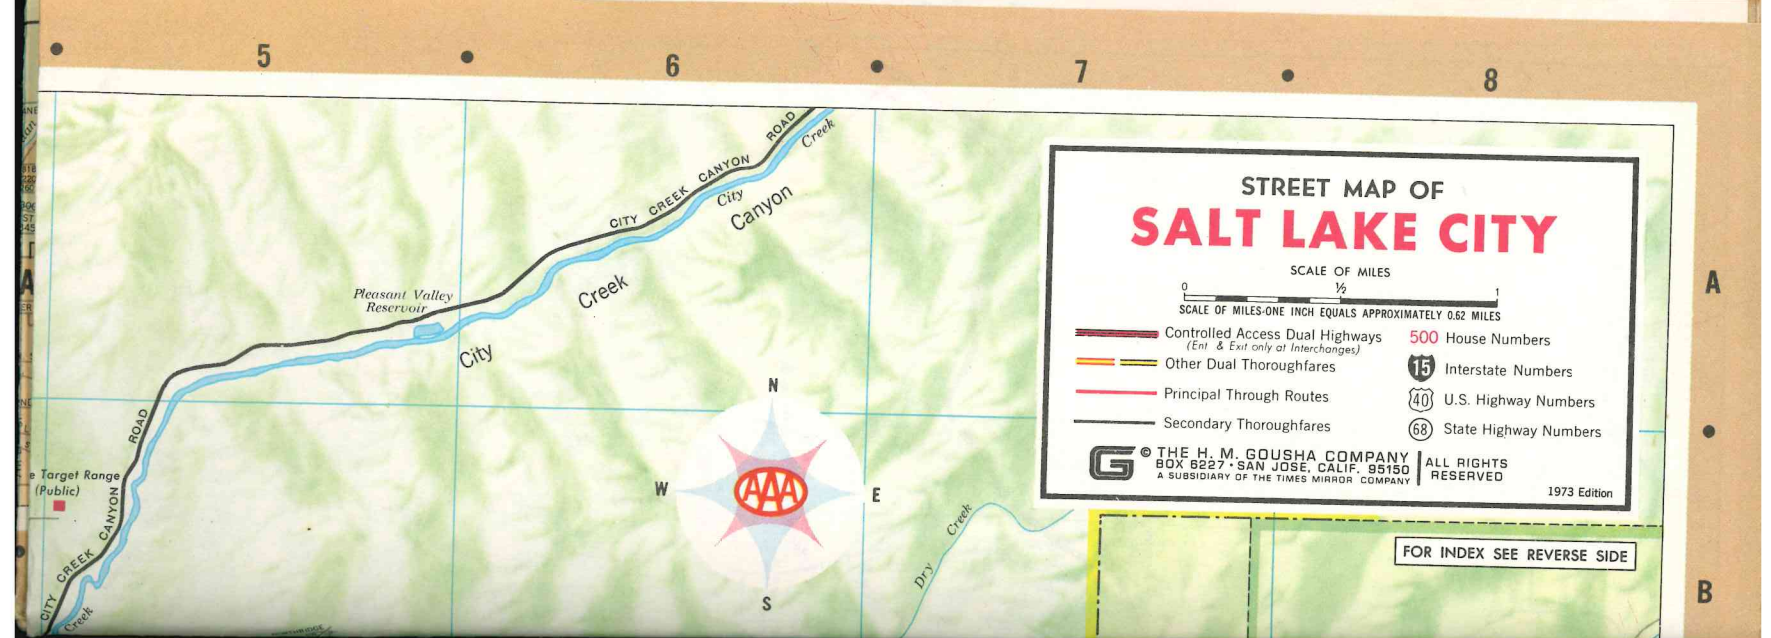 5
6
7
8
A
B
A
CITY CREEK CANYON ROAD
Creek
City
Canyon
Creek
City
Pleasant Valley
Reservoir
CITY CREEK CANYON ROAD
Creek
Target Range
(Public)
N
W
AAA
E
S
Dry Creek
STREET MAP OF
SALT LAKE CITY
SCALE OF MILES
0 ½ 1
SCALE OF MILES-ONE INCH EQUALS APPROXIMATELY 0.62 MILES
Controlled Access Dual Highways
(Ent & Exit only at Interchanges)
Other Dual Thoroughfares
Principal Through Routes
Secondary Thoroughfares
500 House Numbers
15 Interstate Numbers
40 U.S. Highway Numbers
68 State Highway Numbers
G © THE H. M. GOUSHA COMPANY
BOX 6227 · SAN JOSE, CALIF. 95150
A SUBSIDIARY OF THE TIMES MIRROR COMPANY
ALL RIGHTS
RESERVED
1973 Edition
FOR INDEX SEE REVERSE SIDE